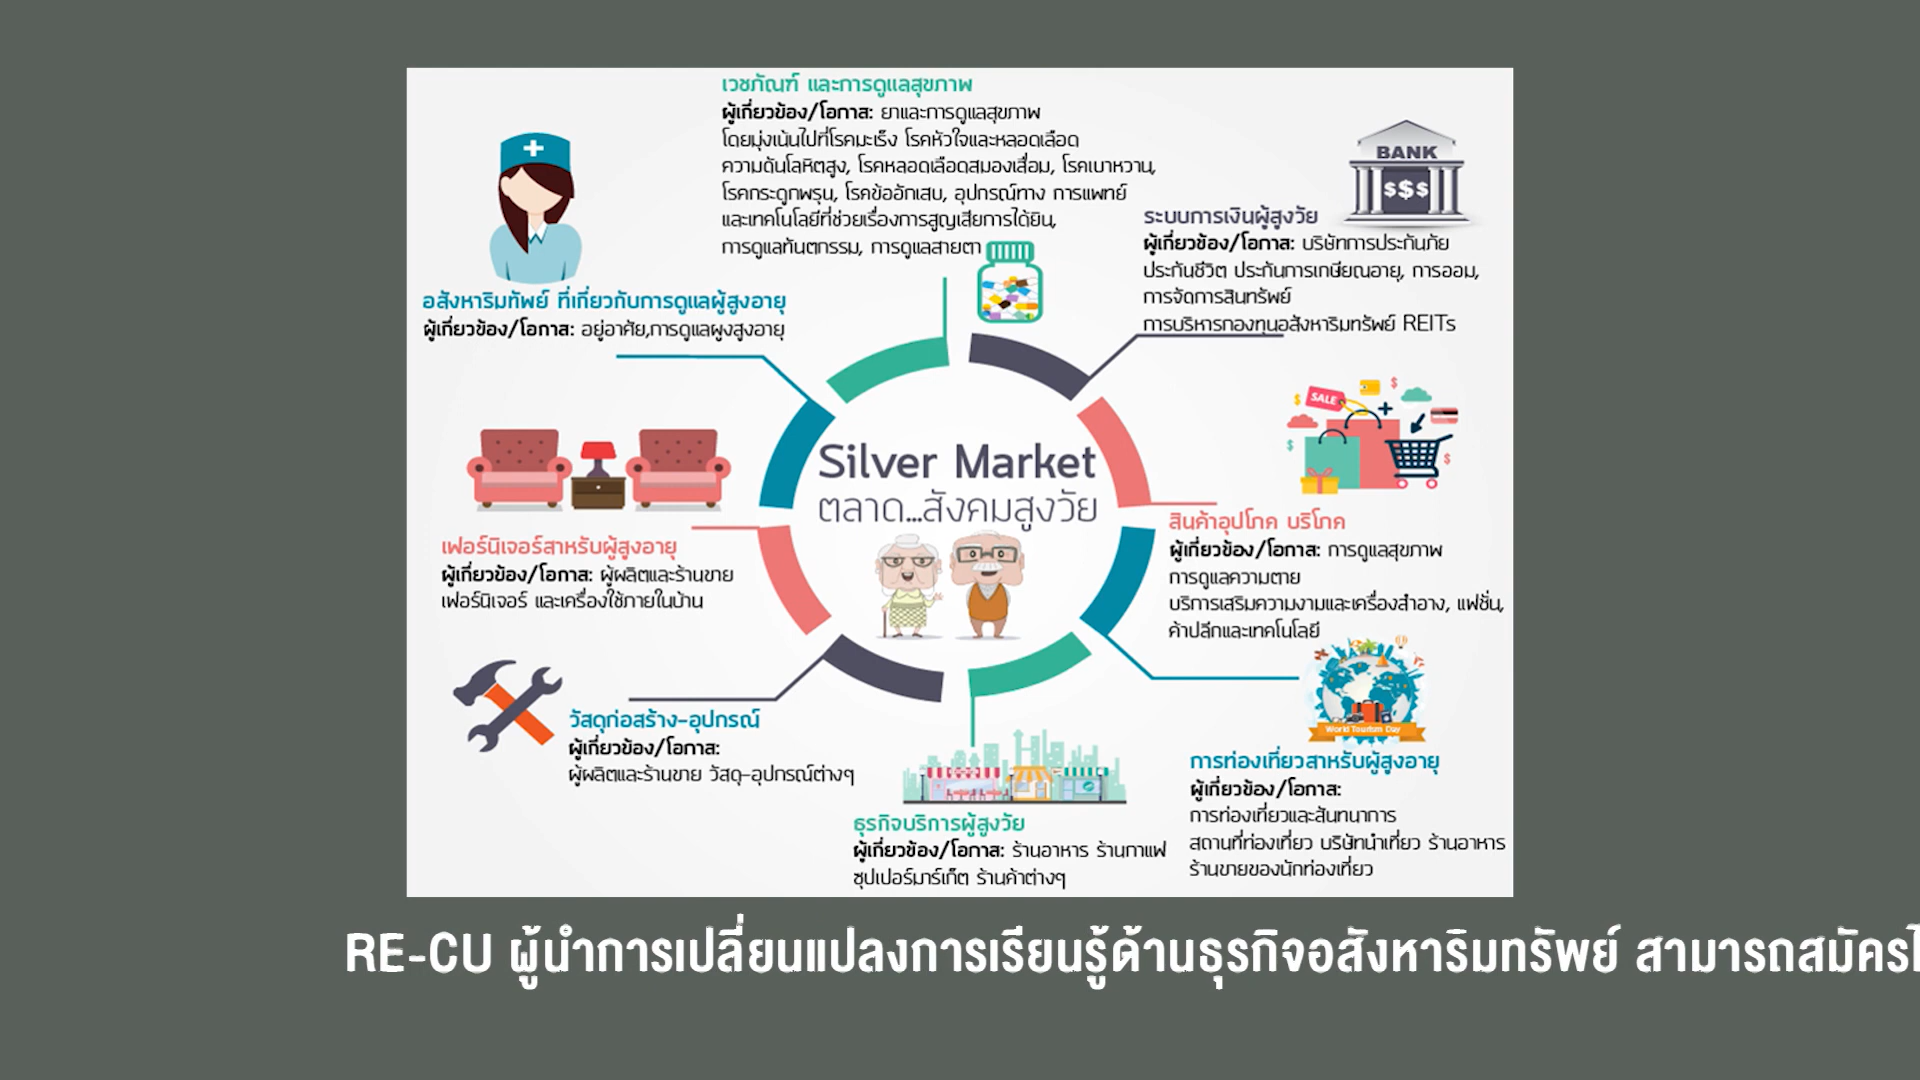 เวชภัณฑ์ และการดูแลสุขภาพ
ผู้เกี่ยวข้อง/โอกาส: ยาและการดูแลสุขภาพ
โดยมุ่งเน้นไปที่โรคมะเร็ง โรคหัวใจและหลอดเลือด
ความดันโลหิตสูง, โรคหลอดเลือดสมองเสื่อม, โรคเบาหวาน,
โรคกระดูกพรุน, โรคข้ออักเสบ, อุปกรณ์ทาง การแพทย์
และเทคโนโลยีที่ช่วยเรื่องการสูญเสียการได้ยิน,
การดูแลทันตกรรม, การดูแลสายตา
BANK
$$$
ระบบการเงินผู้สูงวัย
ผู้เกี่ยวข้อง/โอกาส: บริษัทการประกันภัย
ประกันชีวิต ประกันการเกษียณอายุ, การออม,
การจัดการสินทรัพย์
การบริหารกองทุนอสังหาริมทรัพย์ REITs
อสังหาริมทัพย์ ที่เกี่ยวกับการดูแลผู้สูงอายุ
ผู้เกี่ยวข้อง/โอกาส: อยู่อาศัย,การดูแลผูงสูงอายุ
SALE
Silver Market
ตลาด...สังคมสูงวัย
สินค้าอุปโภค บริโภค
ผู้เกี่ยวข้อง/โอกาส: การดูแลสุขภาพ
การดูแลความตาย
บริการเสริมความงามและเครื่องสำอาง, แฟชั่น,
ค้าปลีกและเทคโนโลยี
เฟอร์นิเจอร์สาหรับผู้สูงอายุ
ผู้เกี่ยวข้อง/โอกาส: ผู้ผลิตและร้านขาย
เฟอร์นิเจอร์ และเครื่องใช้ภายในบ้าน
วัสดุก่อสร้าง-อุปกรณ์
ผู้เกี่ยวข้อง/โอกาส:
ผู้ผลิตและร้านขาย วัสดุ-อุปกรณ์ต่างๆ
World Tourism Day
การท่องเที่ยวสาหรับผู้สูงอายุ
ผู้เกี่ยวข้อง/โอกาส:
การท่องเที่ยวและสันทนาการ
สถานที่ท่องเที่ยว บริษัทนำเที่ยว ร้านอาหาร
ร้านขายของนักท่องเที่ยว
ธุรกิจบริการผู้สูงวัย
ผู้เกี่ยวข้อง/โอกาส: ร้านอาหาร ร้านกาแฟ
ซุปเปอร์มาร์เก็ต ร้านค้าต่างๆ
RE-CU ผู้นำการเปลี่ยนแปลงการเรียนรู้ด้านธุรกิจอสังหาริมทรัพย์ สามารถสมัคร